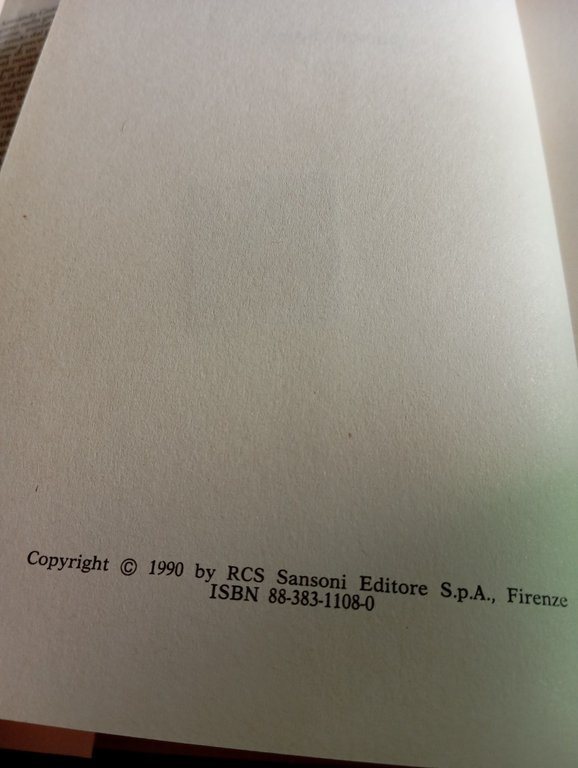 Copyright © 1990 by RCS Sansoni Editore S.p.A., Firenze
ISBN 88-383-1108-0